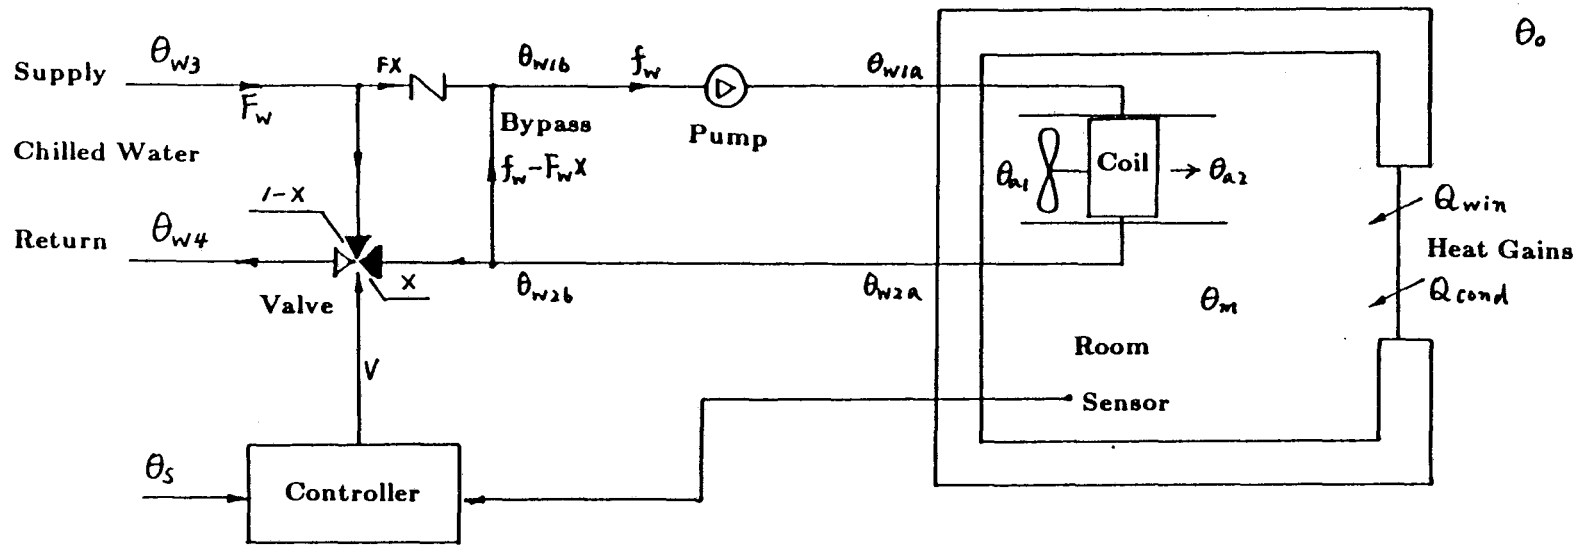 θw3
θw1b
fw
θw1a
θo
Supply
FX
Fw
Bypass
Pump
Chilled Water
fw-FwX
Coil
θa1
θa2
1-X
Qwin
Return
θw4
Heat Gains
X
θw2b
θw2a
Qcond
Valve
θm
Room
V
Sensor
θs
Controller